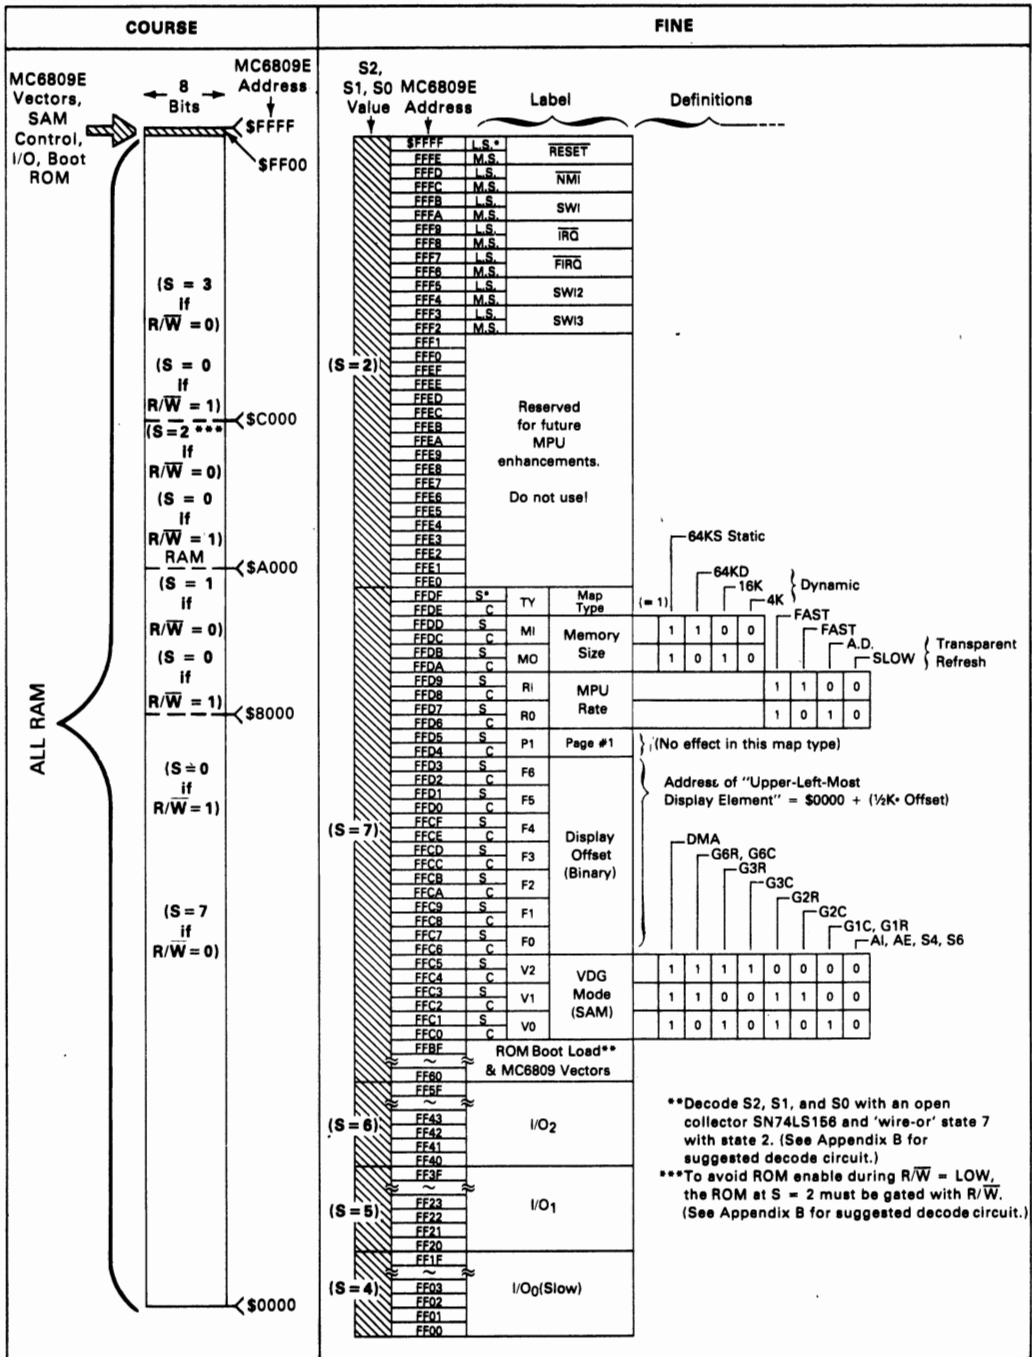 COURSE
FINE
MC6809E
Vectors,
SAM
Control,
I/O, Boot
ROM
8
Bits
MC6809E
Address
$FFFF
$FF00
(S = 3
if
R/W̅ = 0)
(S = 0
If
R/W̅ = 1)
$C000
(S=2 ***
If
R/W̅ = 0)
(S = 0
if
R/W̅ = 1)
RAM
$A000
(S = 1
if
R/W̅ = 0)
(S = 0
if
R/W̅ = 1)
$8000
(S=0
if
R/W̅ = 1)
(S=7
if
R/W̅=0)
$0000
ALL RAM
S2,
S1, S0
Value
MC6809E
Address
Label
Definitions
(S=2)
$FFFF L.S.* R̅E̅S̅E̅T̅
FFFE M.S.
FFFD L.S. N̅M̅I̅
FFFC M.S.
FFFB L.S. SWI
FFFA M.S.
FFF9 L.S. I̅R̅Q̅
FFF8 M.S.
FFF7 L.S. F̅I̅R̅Q̅
FFF6 M.S.
FFF5 L.S. SWI2
FFF4 M.S.
FFF3 L.S. SWI3
FFF2 M.S.
FFF1
FFF0
FFEF
FFEE
FFED
FFEC
FFEB
FFEA
FFE9
FFE8
FFE7
FFE6
FFE5
FFE4
FFE3
FFE2
FFE1
FFE0
Reserved
for future
MPU
enhancements.
Do not use!
64KS Static
64KD
16K
4K
Dynamic
(S=7)
FFDF S* TY Map
FFDE C Type
(= 1)
FFDD S MI Memory 1 1 0 0
FFDC C Size
FFDB S MO 1 0 1 0
FFDA C
FAST
FAST
A.D.
SLOW
Transparent
Refresh
FFD9 S RI MPU 1 1 0 0
FFD8 C Rate
FFD7 S R0 1 0 1 0
FFD6 C
FFD5 S P1 Page #1 (No effect in this map type)
FFD4 C
FFD3 S F6
FFD2 C
FFD1 S F5
FFD0 C
FFCF S F4
FFCE C
FFCD S F3
FFCC C
FFCB S F2
FFCA C
FFC9 S F1
FFC8 C
FFC7 S F0
FFC6 C
Display
Offset
(Binary)
Address of "Upper-Left-Most
Display Element" = $0000 + (½K• Offset)
DMA
G6R, G6C
G3R
G3C
G2R
G2C
G1C, G1R
AI, AE, S4, S6
FFC5 S V2 1 1 1 1 0 0 0 0
FFC4 C
FFC3 S V1 1 1 0 0 1 1 0 0
FFC2 C
FFC1 S V0 1 0 1 0 1 0 1 0
FFC0 C
VDG
Mode
(SAM)
FFBF ROM Boot Load**
~ & MC6809 Vectors
FF60
(S=6)
FF5F
~
FF43
FF42
FF41
FF40
I/O₂
(S=5)
FF3F
~
FF23
FF22
FF21
FF20
I/O₁
(S=4)
FF1F
~
FF03
FF02
FF01
FF00
I/O₀(Slow)
**Decode S2, S1, and S0 with an open
collector SN74LS156 and 'wire-or' state 7
with state 2. (See Appendix B for
suggested decode circuit.)
***To avoid ROM enable during R/W̅ = LOW,
the ROM at S = 2 must be gated with R/W̅.
(See Appendix B for suggested decode circuit.)